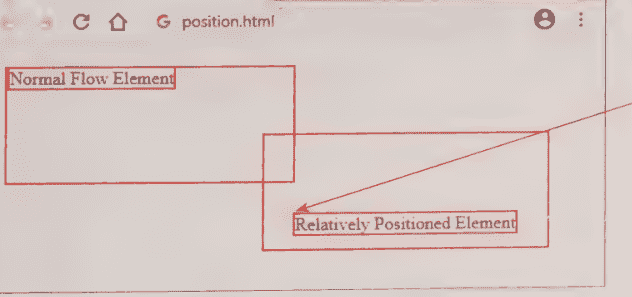 position.html
Normal Flow Element
Relatively Positioned Element